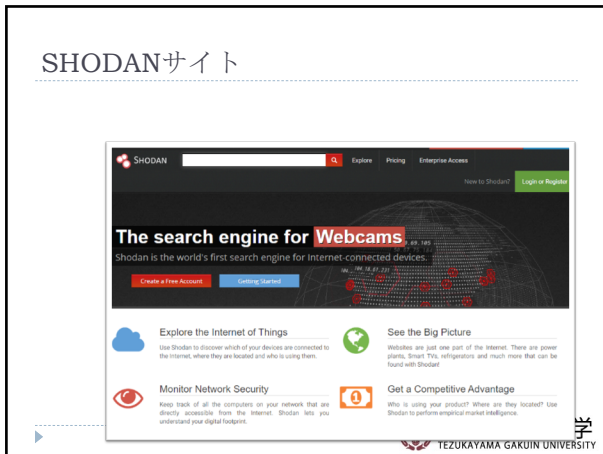 SHODANサイト
SHODAN
Explore Pricing Enterprise Access
New to Shodan? Login or Register
The search engine for Webcams
Shodan is the world's first search engine for Internet-connected devices.
Create a Free Account Getting Started
Explore the Internet of Things
Use Shodan to discover which of your devices are connected to
the Internet, where they are located and who is using them.
See the Big Picture
Websites are just one part of the Internet. There are power
plants, Smart TVs, refrigerators and much more that can be
found with Shodan!
Monitor Network Security
Keep track of all the computers on your network that are
directly accessible from the Internet. Shodan lets you
understand your digital footprint.
Get a Competitive Advantage
Who is using your product? Where are they located? Use
Shodan to perform empirical market intelligence.
学
TEZUKAYAMA GAKUIN UNIVERSITY